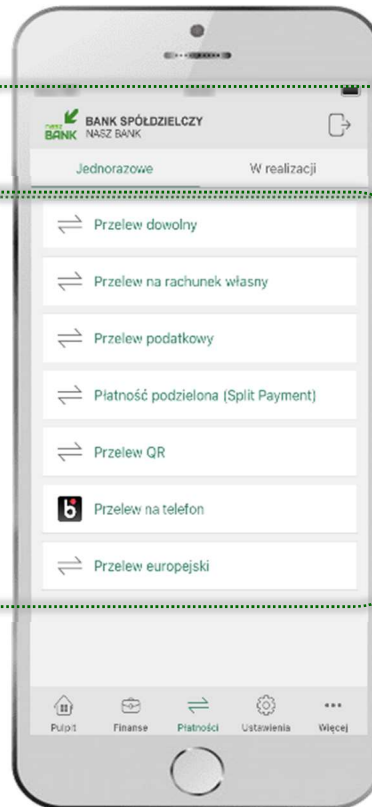 nasz
BANK
BANK SPÓŁDZIELCZY
NASZ BANK
Jednorazowe
W realizacji
Przelew dowolny
Przelew na rachunek własny
Przelew podatkowy
Płatność podzielona (Split Payment)
Przelew QR
Przelew na telefon
Przelew europejski
Pulpit
Finanse
Płatności
Ustawienia
Więcej